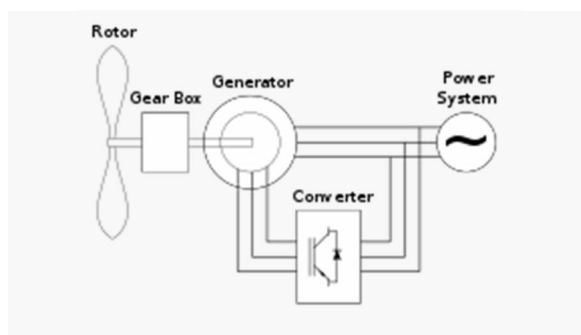 Rotor
Gear Box
Generator
Power
System
Converter